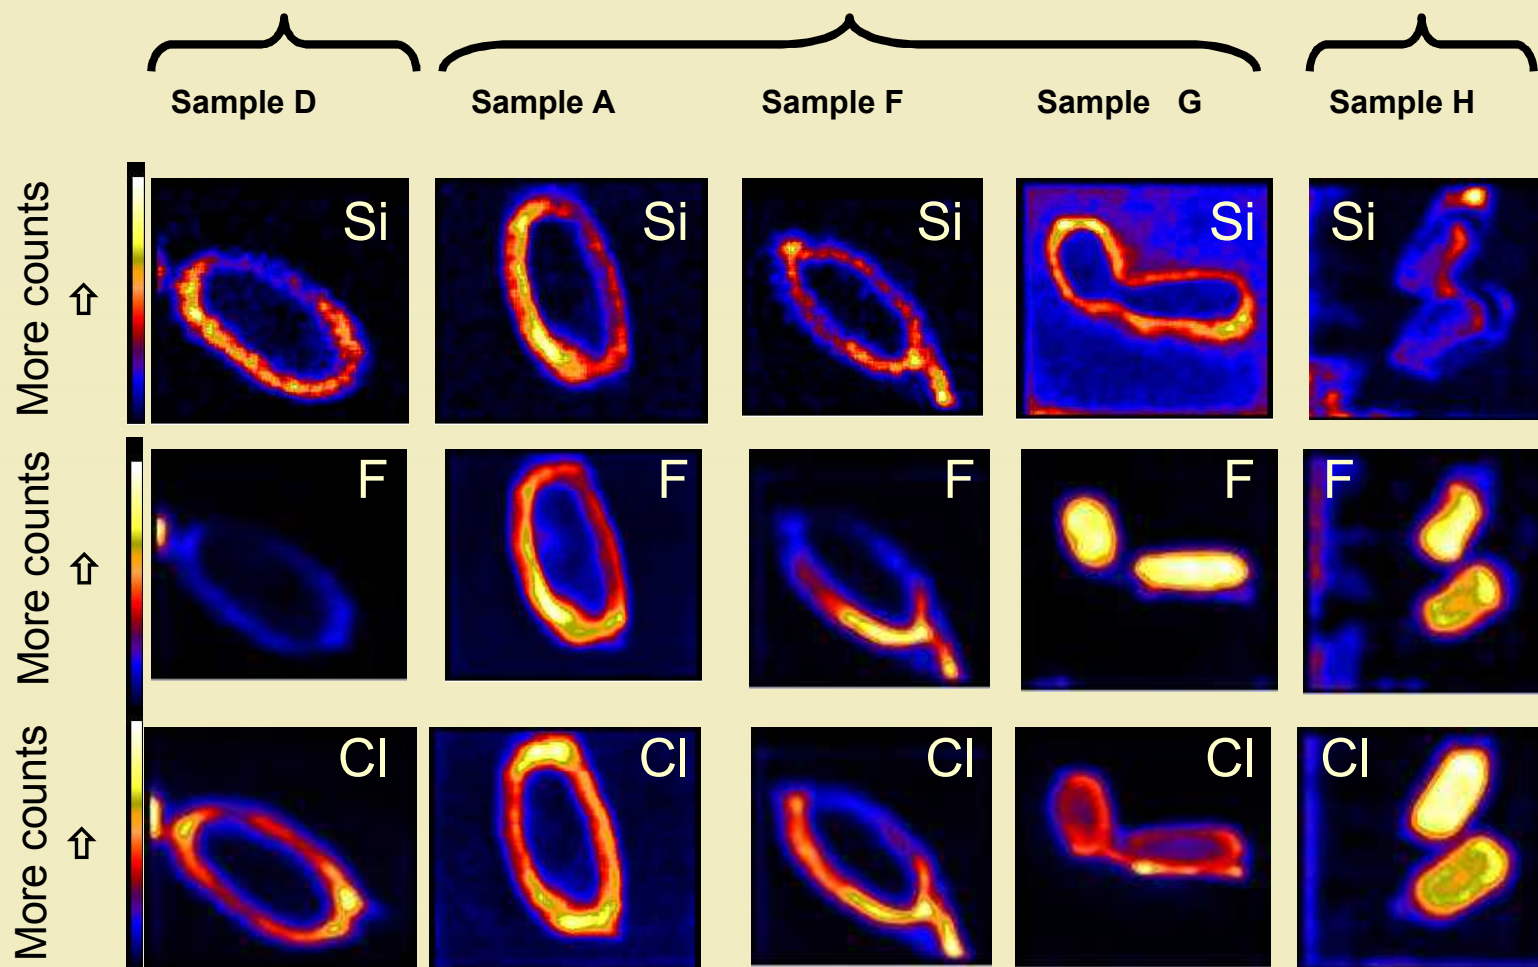 Sample D Sample A Sample F Sample G Sample H
More counts
Si Si Si Si Si
More counts
F F F F F
More counts
Cl Cl Cl Cl Cl